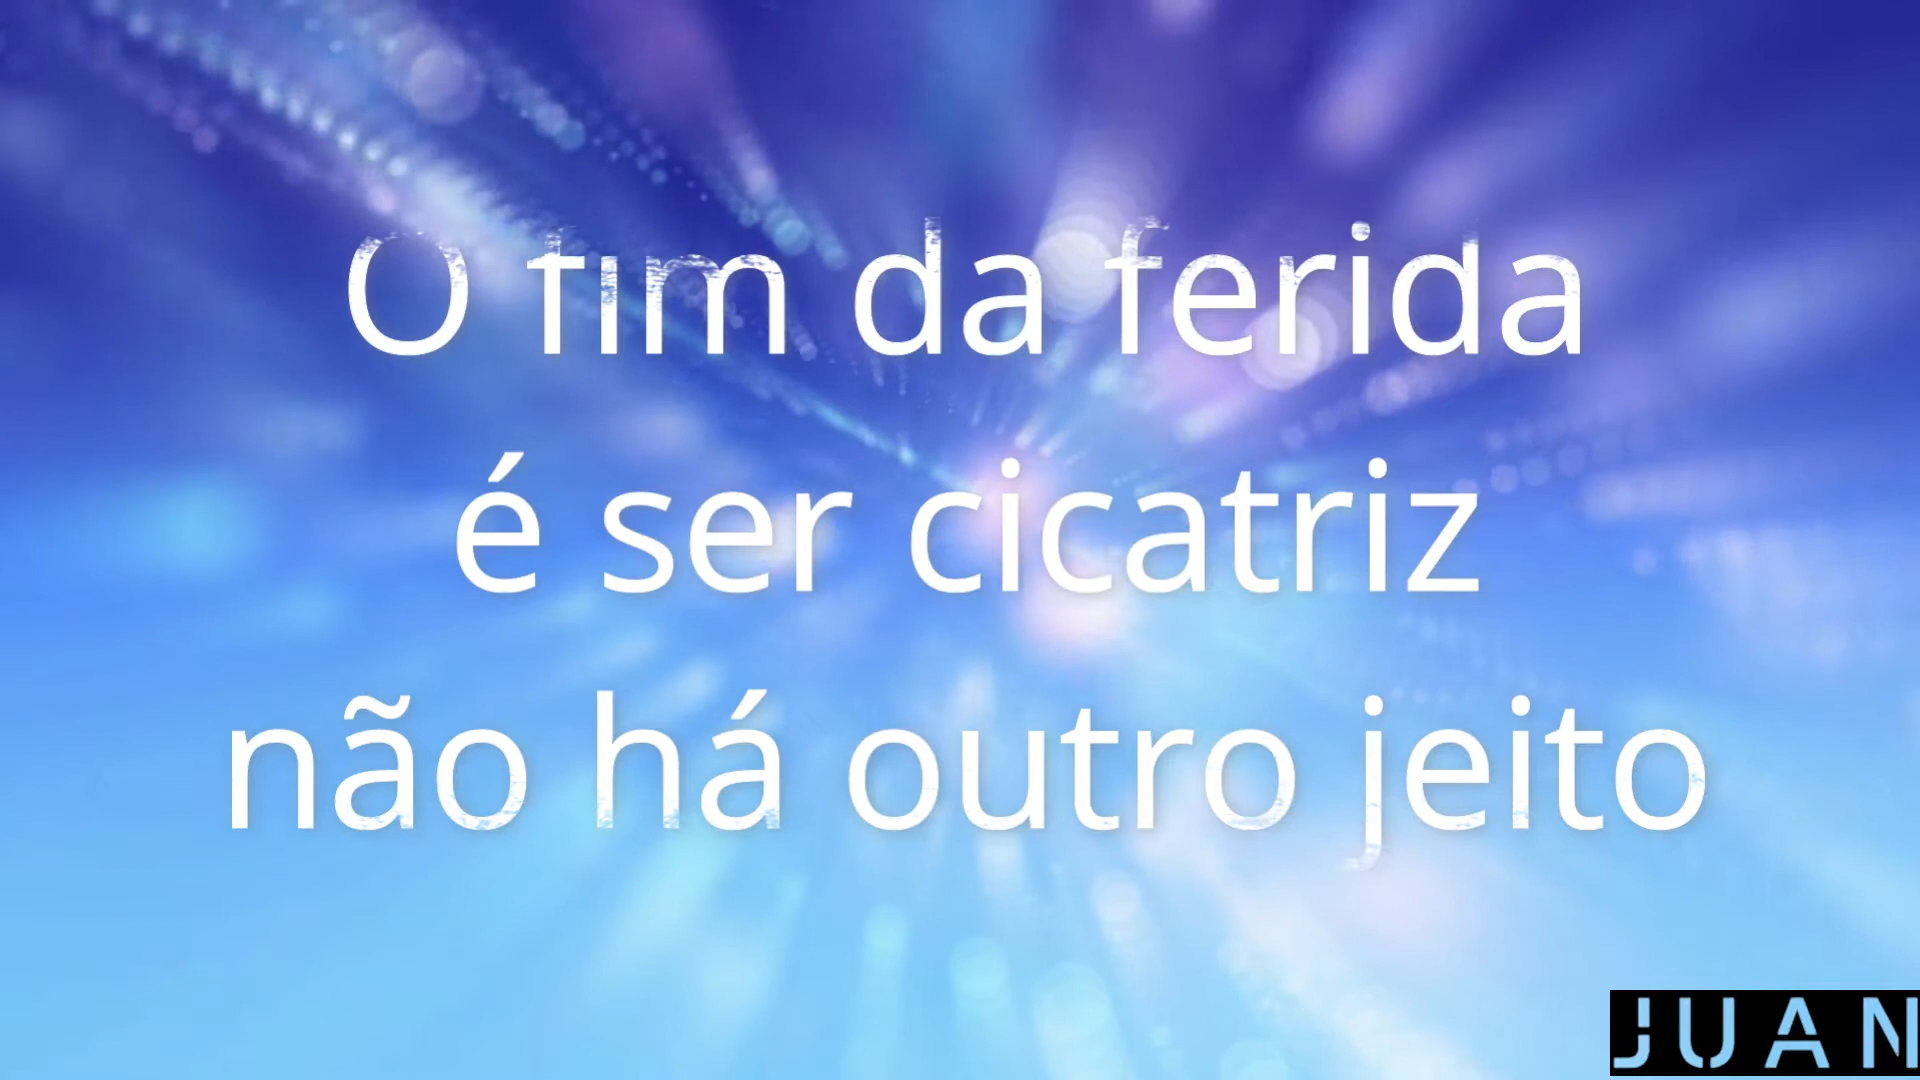 O fim da ferida
é ser cicatriz
não há outro jeito
JUAN